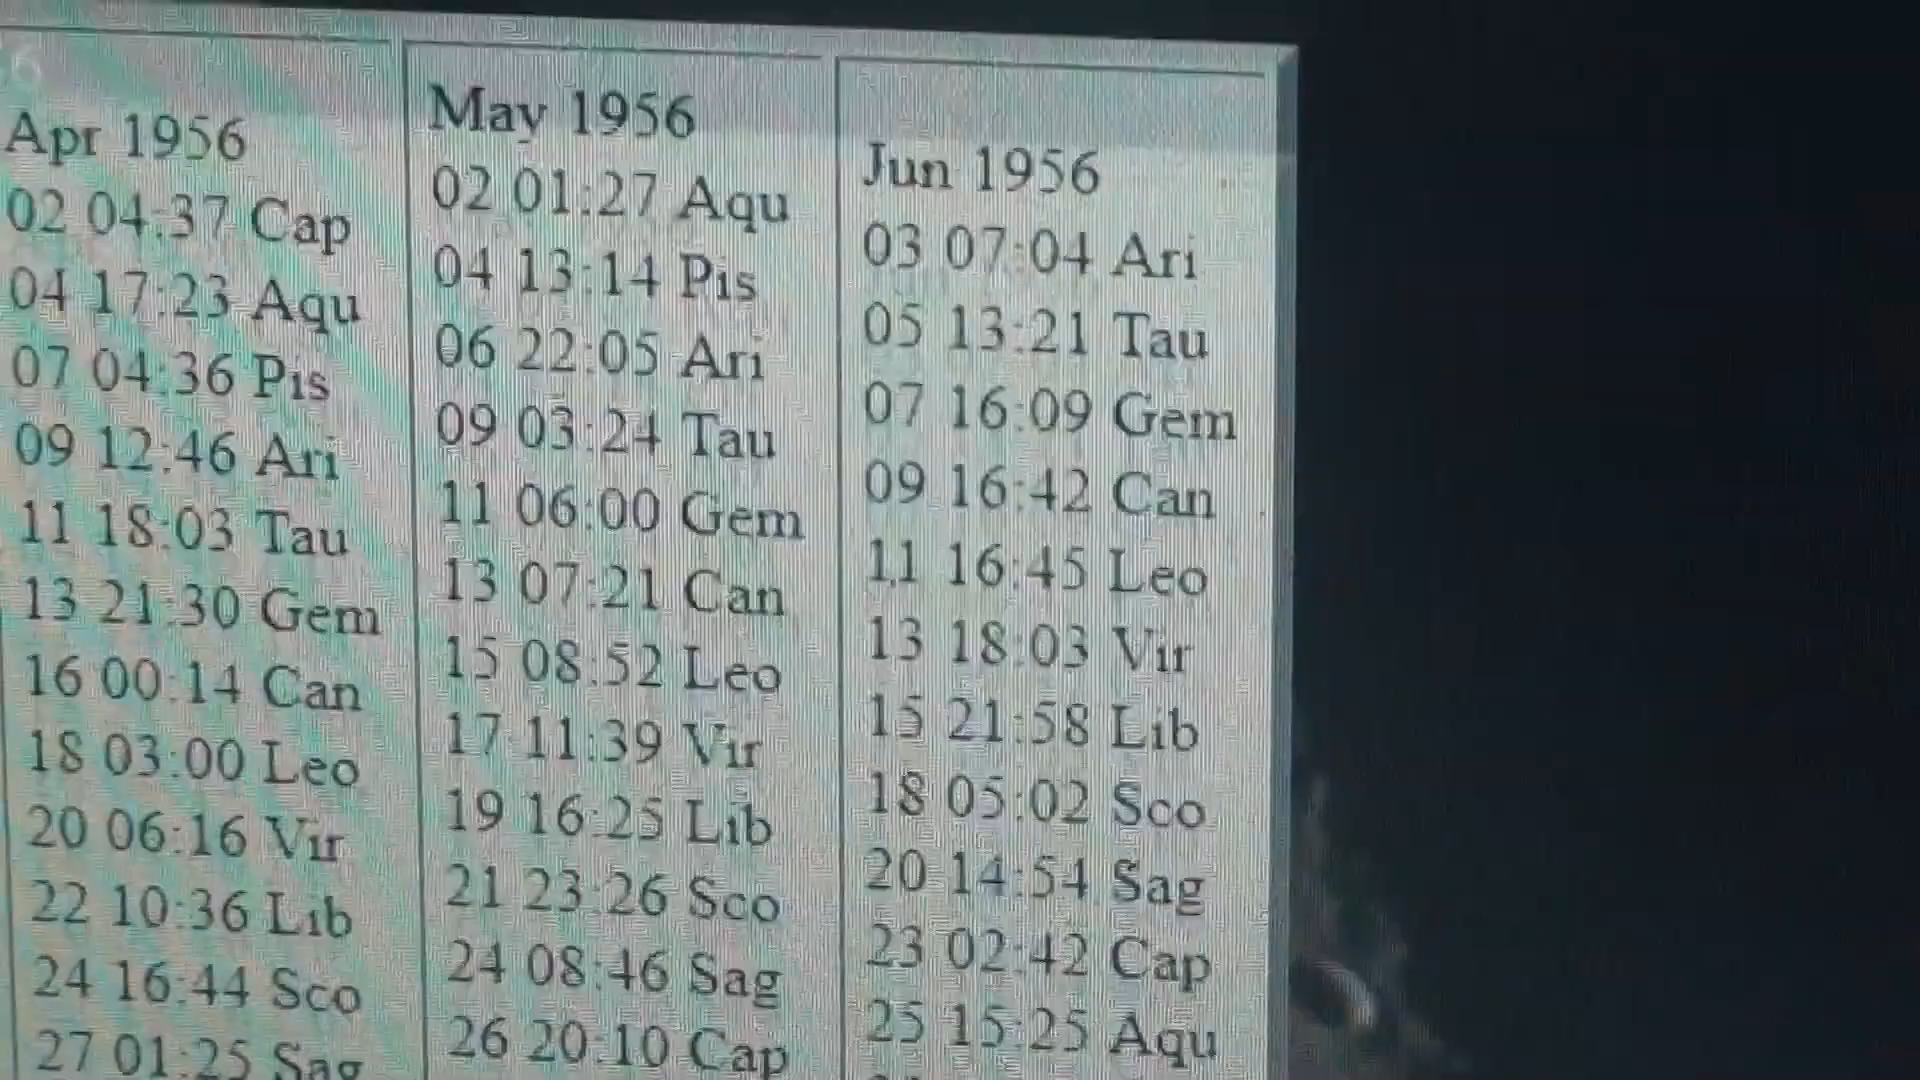 Apr 1956
02 04:37 Cap
04 17:23 Aqu
07 04:36 Pis
09 12:46 Ari
11 18:03 Tau
13 21:30 Gem
16 00:14 Can
18 03:00 Leo
20 06:16 Vir
22 10:36 Lib
24 16:44 Sco
27 01:25 Sag
May 1956
02 01:27 Aqu
04 13:14 Pis
06 22:05 Ari
09 03:24 Tau
11 06:00 Gem
13 07:21 Can
15 08:52 Leo
17 11:39 Vir
19 16:25 Lib
21 23:26 Sco
24 08:46 Sag
26 20:10 Cap
Jun 1956
03 07:04 Ari
05 13:21 Tau
07 16:09 Gem
09 16:42 Can
11 16:45 Leo
13 18:03 Vir
15 21:58 Lib
18 05:02 Sco
20 14:54 Sag
23 02:42 Cap
25 15:25 Aqu